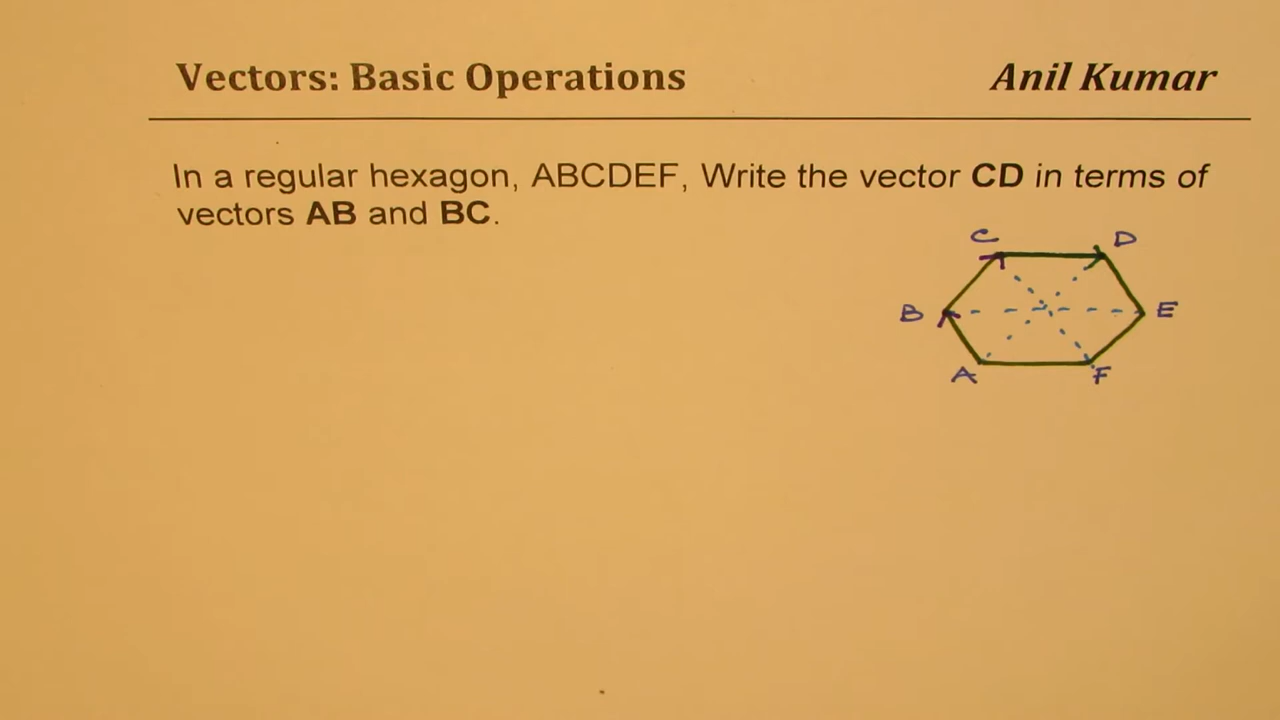 Vectors: Basic Operations Anil Kumar
In a regular hexagon, ABCDEF, Write the vector CD in terms of
vectors AB and BC.
C D
B E
A F